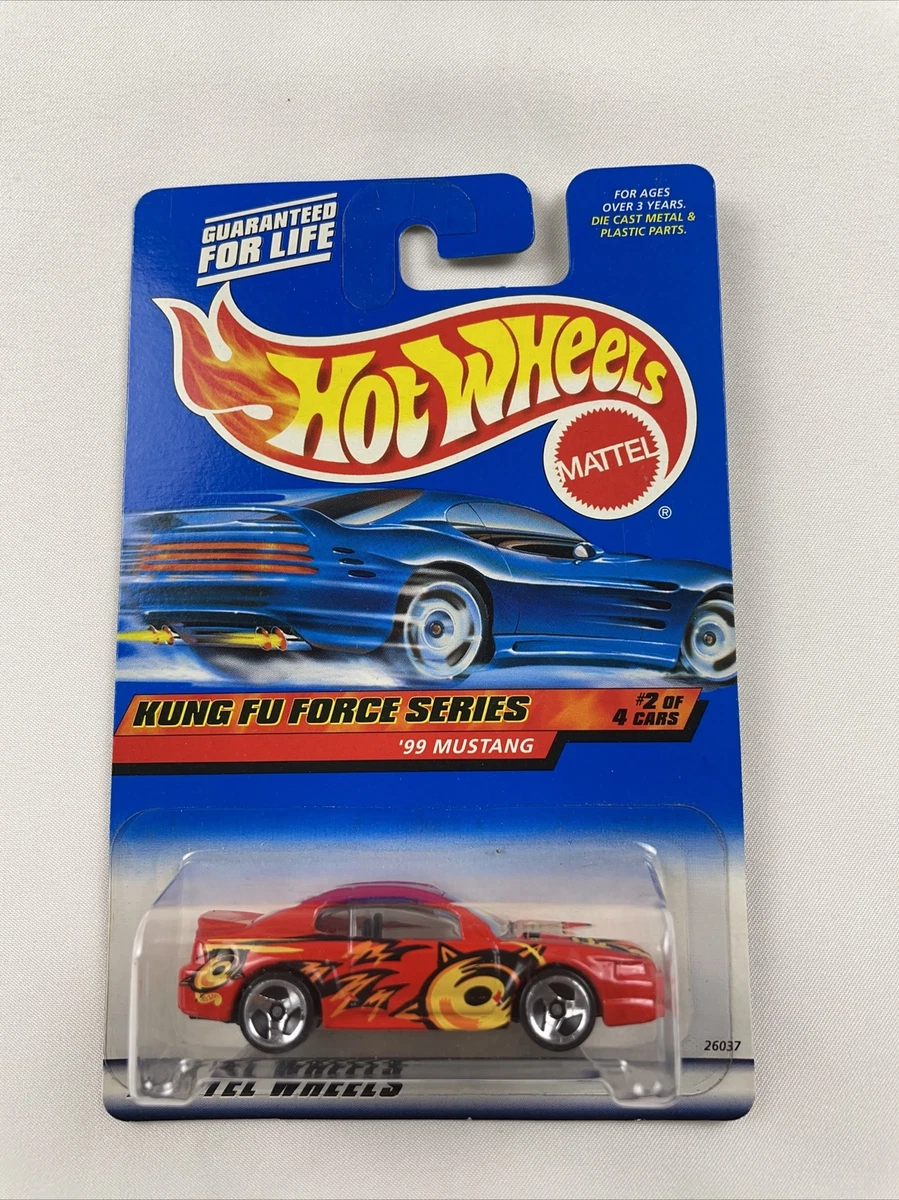 GUARANTEED
FOR LIFE
FOR AGES
OVER 3 YEARS.
DIE CAST METAL &
PLASTIC PARTS.
HOT WHEELS
MATTEL
®
KUNG FU FORCE SERIES
#2 OF
4 CARS
'99 MUSTANG
26037
WHEELS